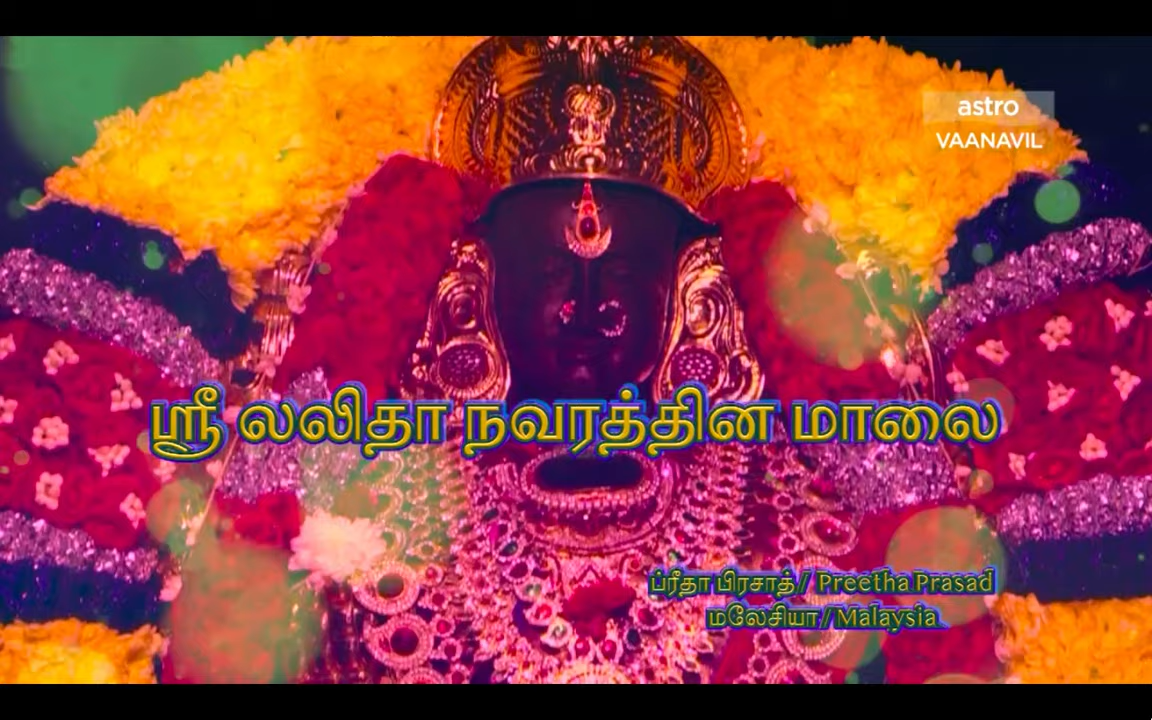 astro
VAANAVIL
ஸ்ரீ லலிதா நவரத்தின மாலை
ப்ரீதா பிரசாத் / Preetha Prasad
மலேசியா / Malaysia